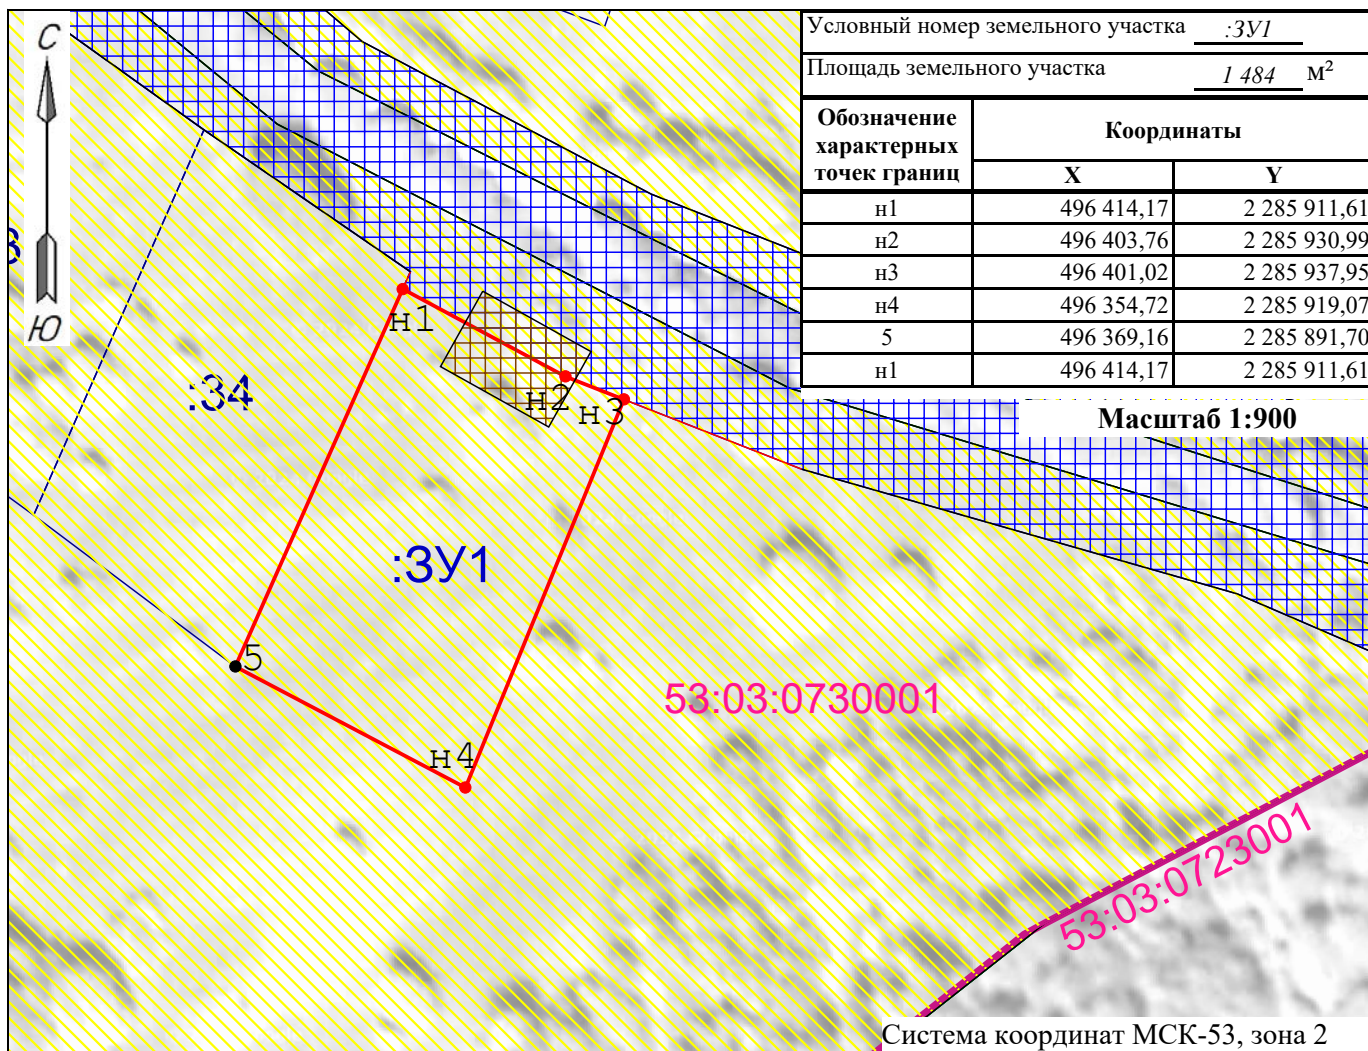 С
Ю
Условный номер земельного участка :ЗУ1
Площадь земельного участка 1 484 м²
Обозначение характерных точек границ
Координаты
X Y
н1 496 414,17 2 285 911,61
н2 496 403,76 2 285 930,99
н3 496 401,02 2 285 937,95
н4 496 354,72 2 285 919,07
5 496 369,16 2 285 891,70
н1 496 414,17 2 285 911,61
Масштаб 1:900
н1
:34
н2
н3
:ЗУ1
5
53:03:0730001
н4
53:03:0723001
Система координат МСК-53, зона 2